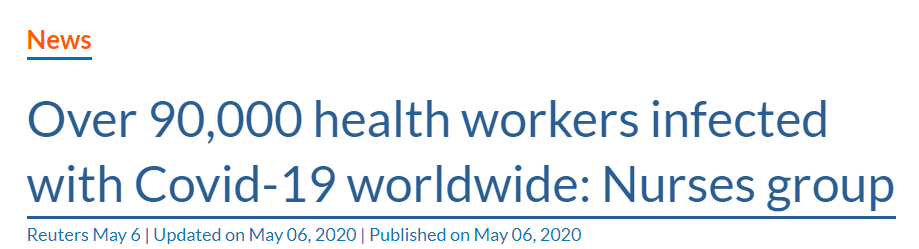 News
Over 90,000 health workers infected
with Covid-19 worldwide: Nurses group
Reuters May 6 | Updated on May 06, 2020 | Published on May 06, 2020